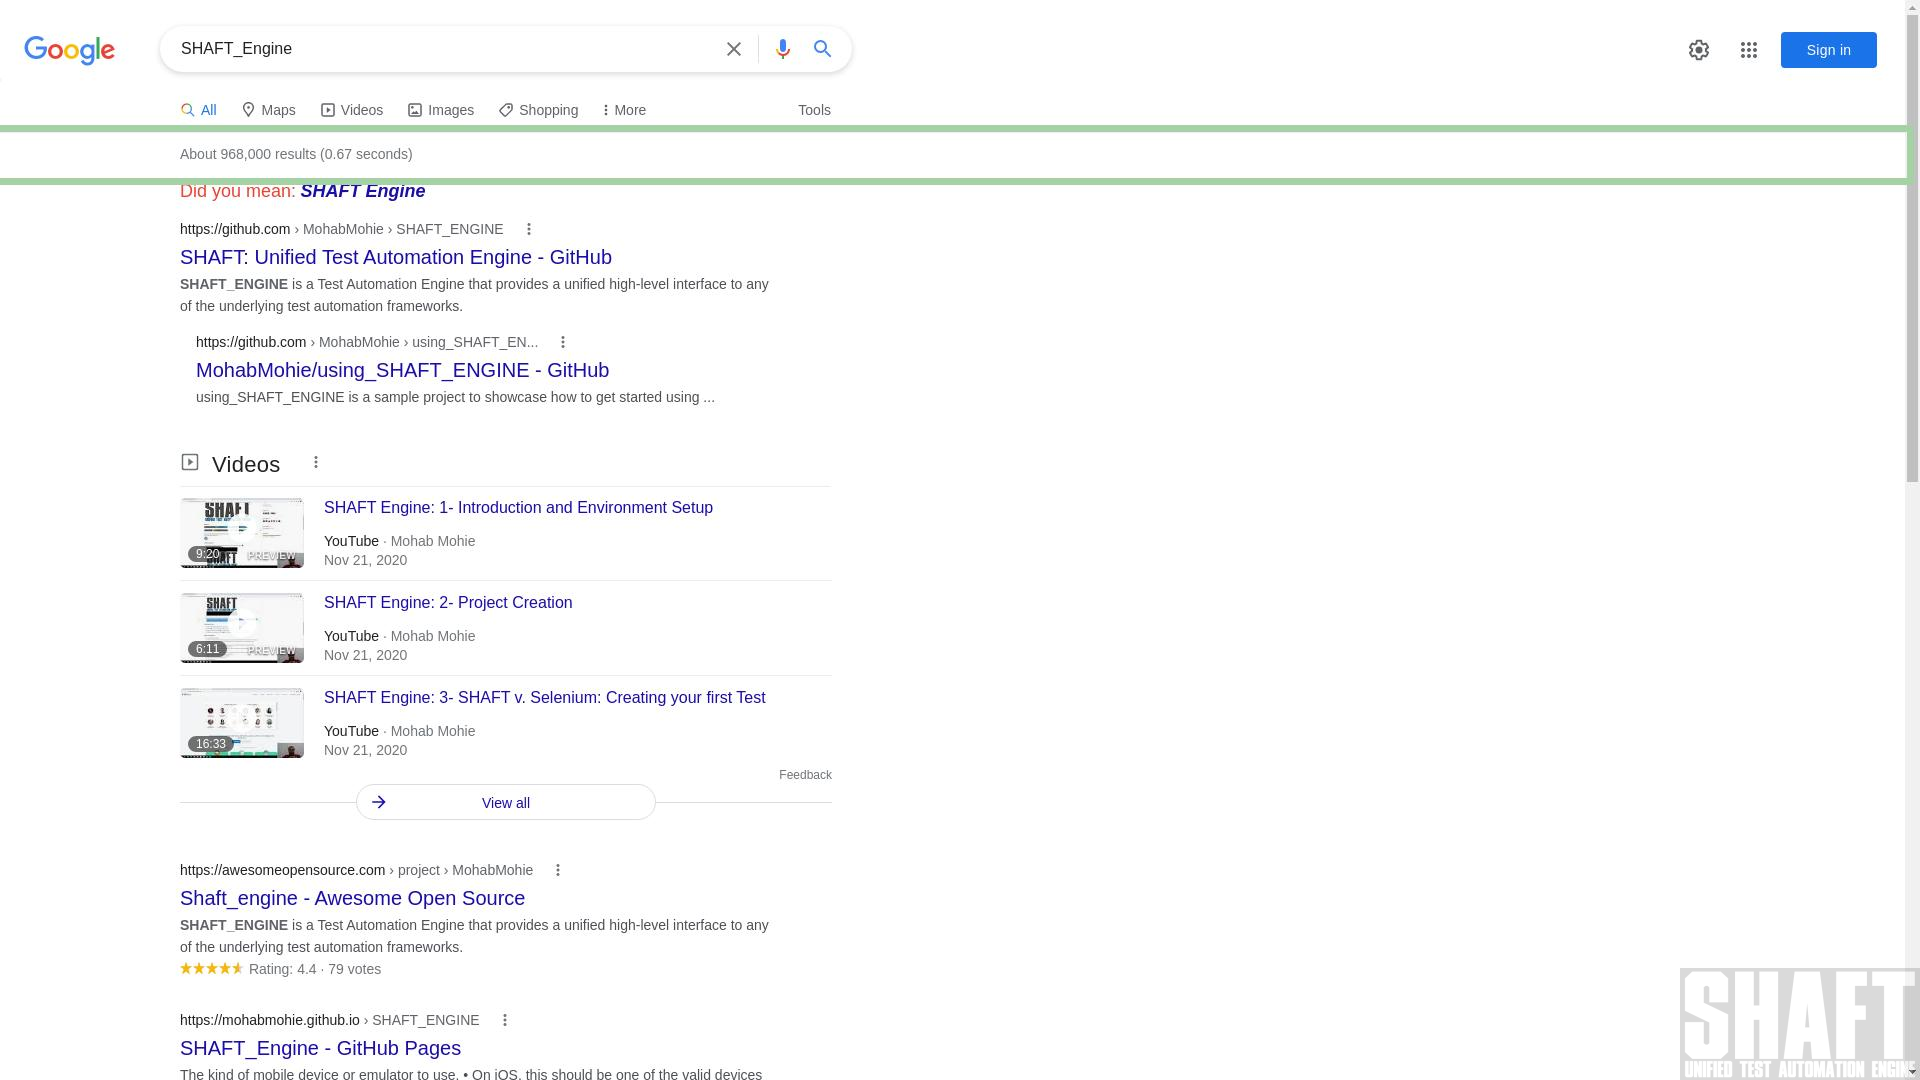 Google
SHAFT_Engine
Sign in
All
Maps
Videos
Images
Shopping
More
Tools
About 968,000 results (0.67 seconds)
Did you mean: SHAFT Engine
https://github.com › MohabMohie › SHAFT_ENGINE
SHAFT: Unified Test Automation Engine - GitHub
SHAFT_ENGINE is a Test Automation Engine that provides a unified high-level interface to any
of the underlying test automation frameworks.
https://github.com › MohabMohie › using_SHAFT_EN...
MohabMohie/using_SHAFT_ENGINE - GitHub
using_SHAFT_ENGINE is a sample project to showcase how to get started using ...
Videos
SHAFT
9:20
PREVIEW
SHAFT Engine: 1- Introduction and Environment Setup
YouTube · Mohab Mohie
Nov 21, 2020
SHAFT
6:11
PREVIEW
SHAFT Engine: 2- Project Creation
YouTube · Mohab Mohie
Nov 21, 2020
16:33
SHAFT Engine: 3- SHAFT v. Selenium: Creating your first Test
YouTube · Mohab Mohie
Nov 21, 2020
Feedback
View all
https://awesomeopensource.com › project › MohabMohie
Shaft_engine - Awesome Open Source
SHAFT_ENGINE is a Test Automation Engine that provides a unified high-level interface to any
of the underlying test automation frameworks.
Rating: 4.4 · 79 votes
https://mohabmohie.github.io › SHAFT_ENGINE
SHAFT_Engine - GitHub Pages
The kind of mobile device or emulator to use. • On iOS, this should be one of the valid devices
SHAFT
UNIFIED TEST AUTOMATION ENGINE